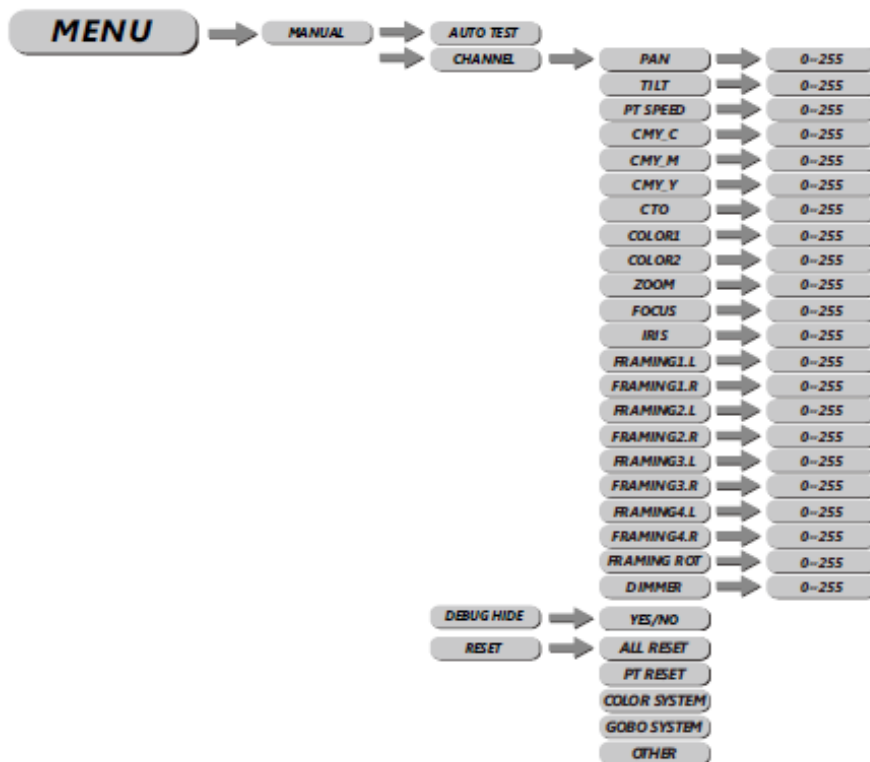 MENU MANUAL AUTO TEST
CHANNEL PAN 0--255
TILT 0--255
PT SPEED 0--255
CMY_C 0--255
CMY_M 0--255
CMY_Y 0--255
CTO 0--255
COLOR1 0--255
COLOR2 0--255
ZOOM 0--255
FOCUS 0--255
IRIS 0--255
FRAMING1.L 0--255
FRAMING1.R 0--255
FRAMING2.L 0--255
FRAMING2.R 0--255
FRAMING3.L 0--255
FRAMING3.R 0--255
FRAMING4.L 0--255
FRAMING4.R 0--255
FRAMING ROT 0--255
DIMMER 0--255
DEBUG HIDE YES/NO
RESET ALL RESET
PT RESET
COLOR SYSTEM
GOBO SYSTEM
OTHER